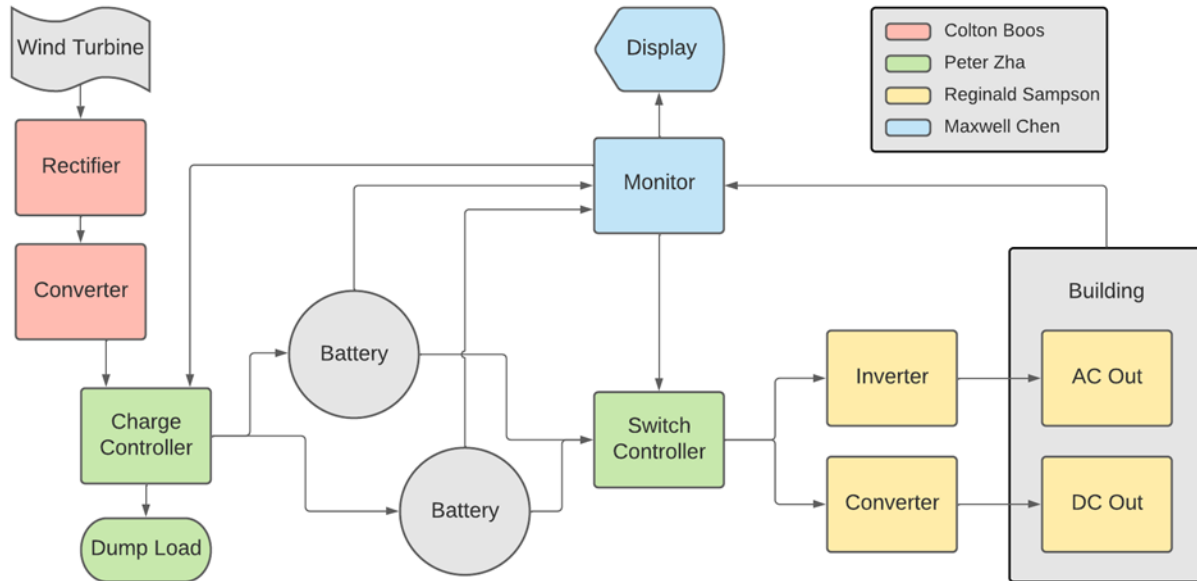 Wind Turbine
Display
Colton Boos
Peter Zha
Reginald Sampson
Maxwell Chen
Rectifier
Monitor
Converter
Building
Battery
Inverter
AC Out
Charge
Controller
Switch
Controller
Battery
Converter
DC Out
Dump Load